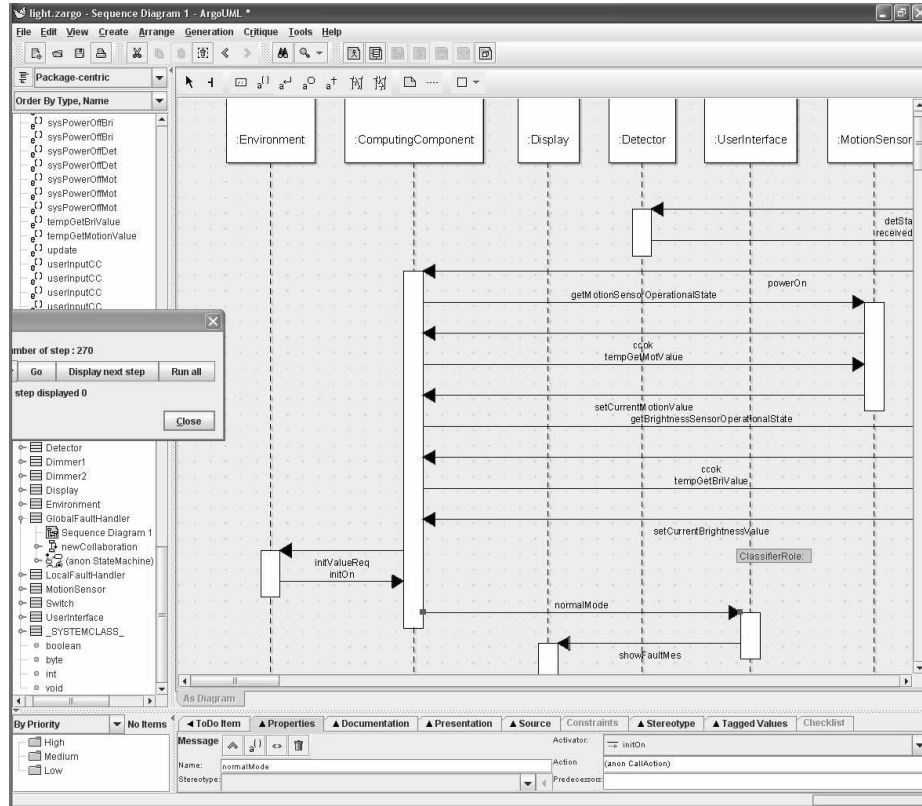 light.zargo - Sequence Diagram 1 - ArgoUML *
File Edit View Create Arrange Generation Critique Tools Help
Package-centric
Order By Type, Name
sysPowerOffBri
sysPowerOffBri
sysPowerOffDet
sysPowerOffDet
sysPowerOffMot
sysPowerOffMot
sysPowerOffMot
tempGetBriValue
tempGetMotionValue
update
userInputCC
userInputCC
userInputCC
userInputCC
umber of step : 270
Go Display next step Run all
step displayed 0
Close
Detector
Dimmer1
Dimmer2
Display
Environment
GlobalFaultHandler
Sequence Diagram 1
newCollaboration
(anon StateMachine)
LocalFaultHandler
MotionSensor
Switch
UserInterface
_SYSTEMCLASS_
boolean
byte
int
void
:Environment :ComputingComponent :Display :Detector :UserInterface :MotionSensor
detSta
received
powerOn
getMotionSensorOperationalState
ccok
tempGetMotValue
setCurrentMotionValue
getBrightnessSensorOperationalState
ccok
tempGetBriValue
setCurrentBrightnessValue
ClassifierRole:
initValueReq
initOn
normalMode
showFaultMes
As Diagram
By Priority No Items
High
Medium
Low
ToDo Item Properties Documentation Presentation Source Constraints Stereotype Tagged Values Checklist
Message
Name: normalMode
Stereotype:
Activator: initOn
Action (anon CallAction)
Predecessors: